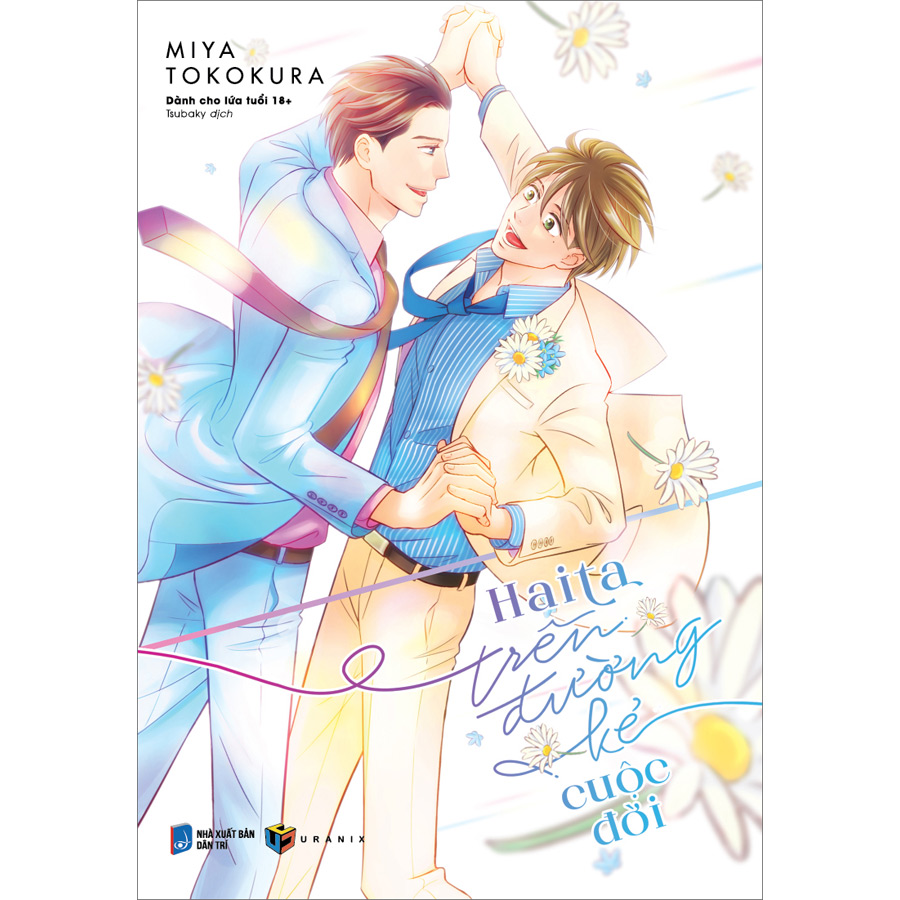 MIYA
TOKOKURA
Dành cho lứa tuổi 18+
Tsubaky dịch
Hai ta
trên
đường
kẻ
cuộc
đời
NHÀ XUẤT BẢN
DÂN TRÍ
URANIX